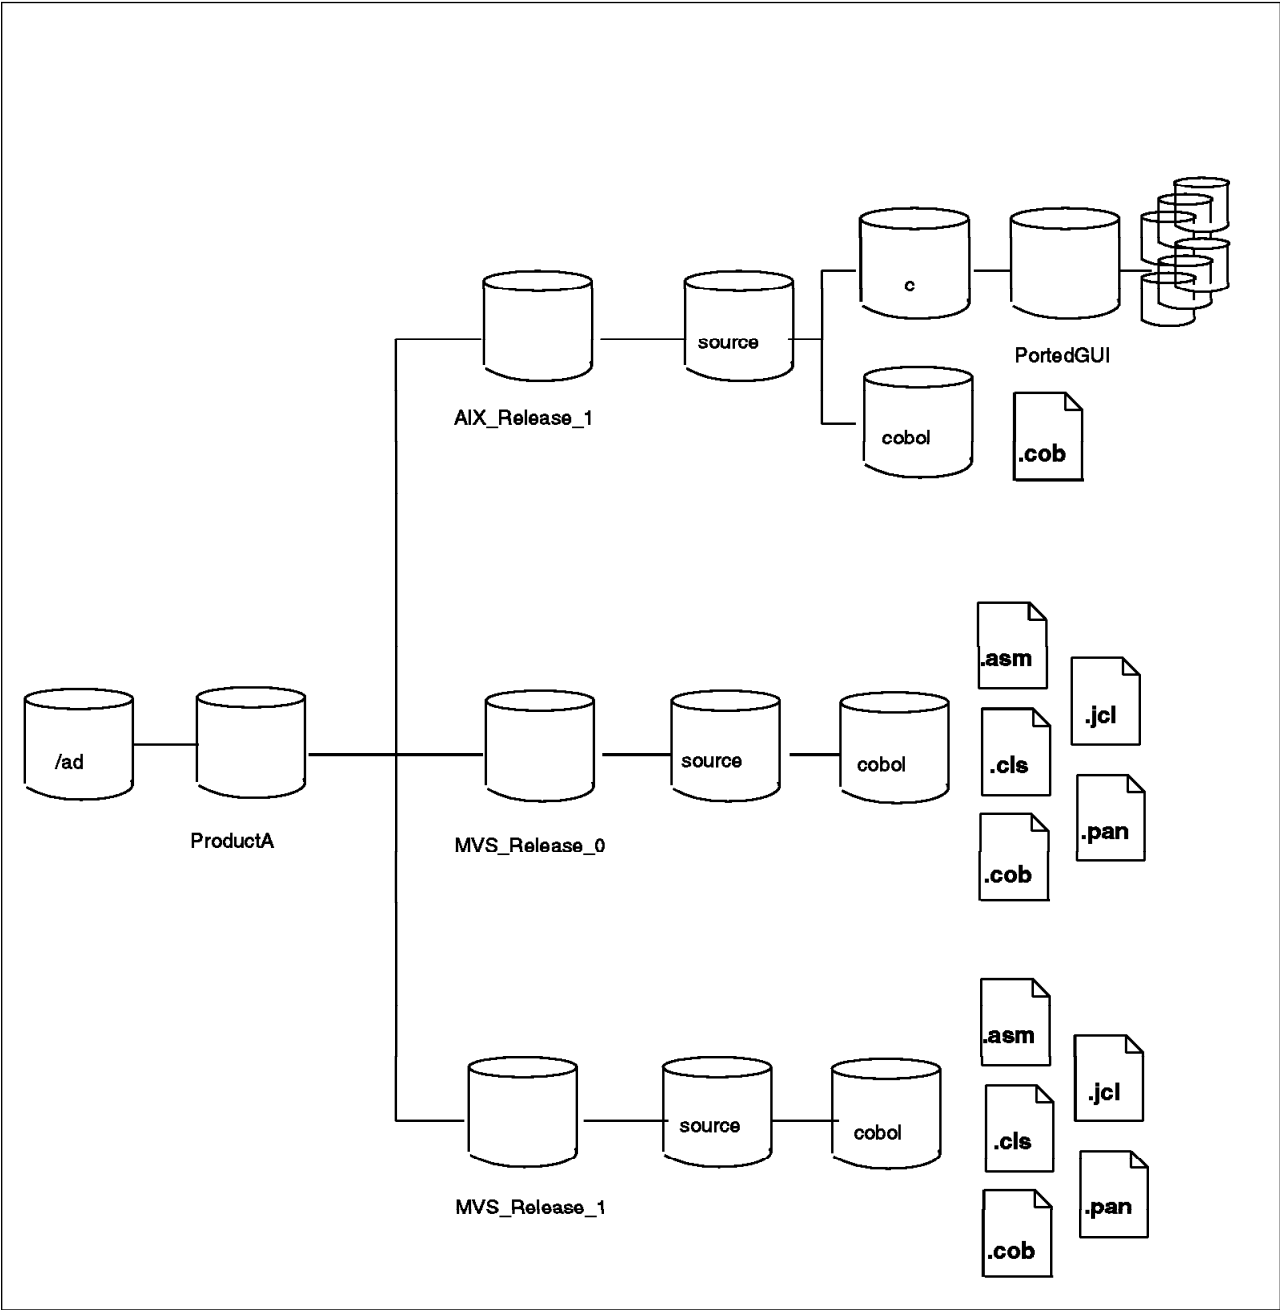 c
source
PortedGUI
AIX_Release_1
cobol
.cob
.asm
.jcl
/ad
source
cobol
.cls
ProductA
MVS_Release_0
.pan
.cob
.asm
.jcl
source
cobol
.cls
MVS_Release_1
.pan
.cob